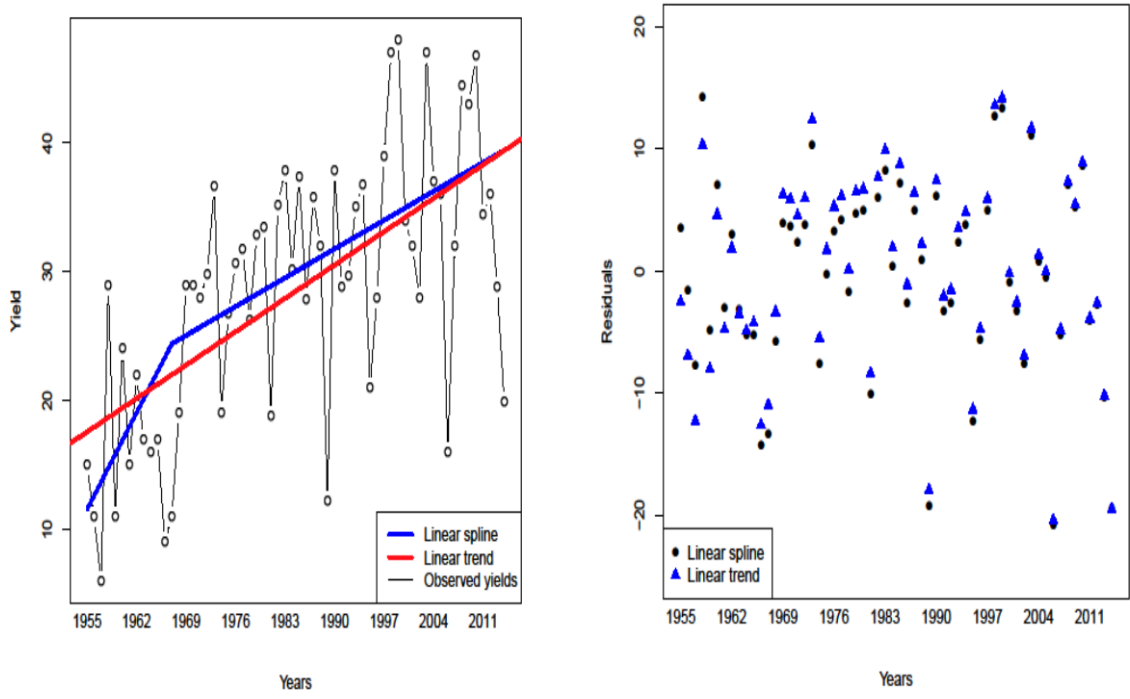 Yield
40
30
20
10
Linear spline
Linear trend
Observed yields
1955 1962 1969 1976 1983 1990 1997 2004 2011
Years
Residuals
20
10
0
−10
−20
Linear spline
Linear trend
1955 1962 1969 1976 1983 1990 1997 2004 2011
Years